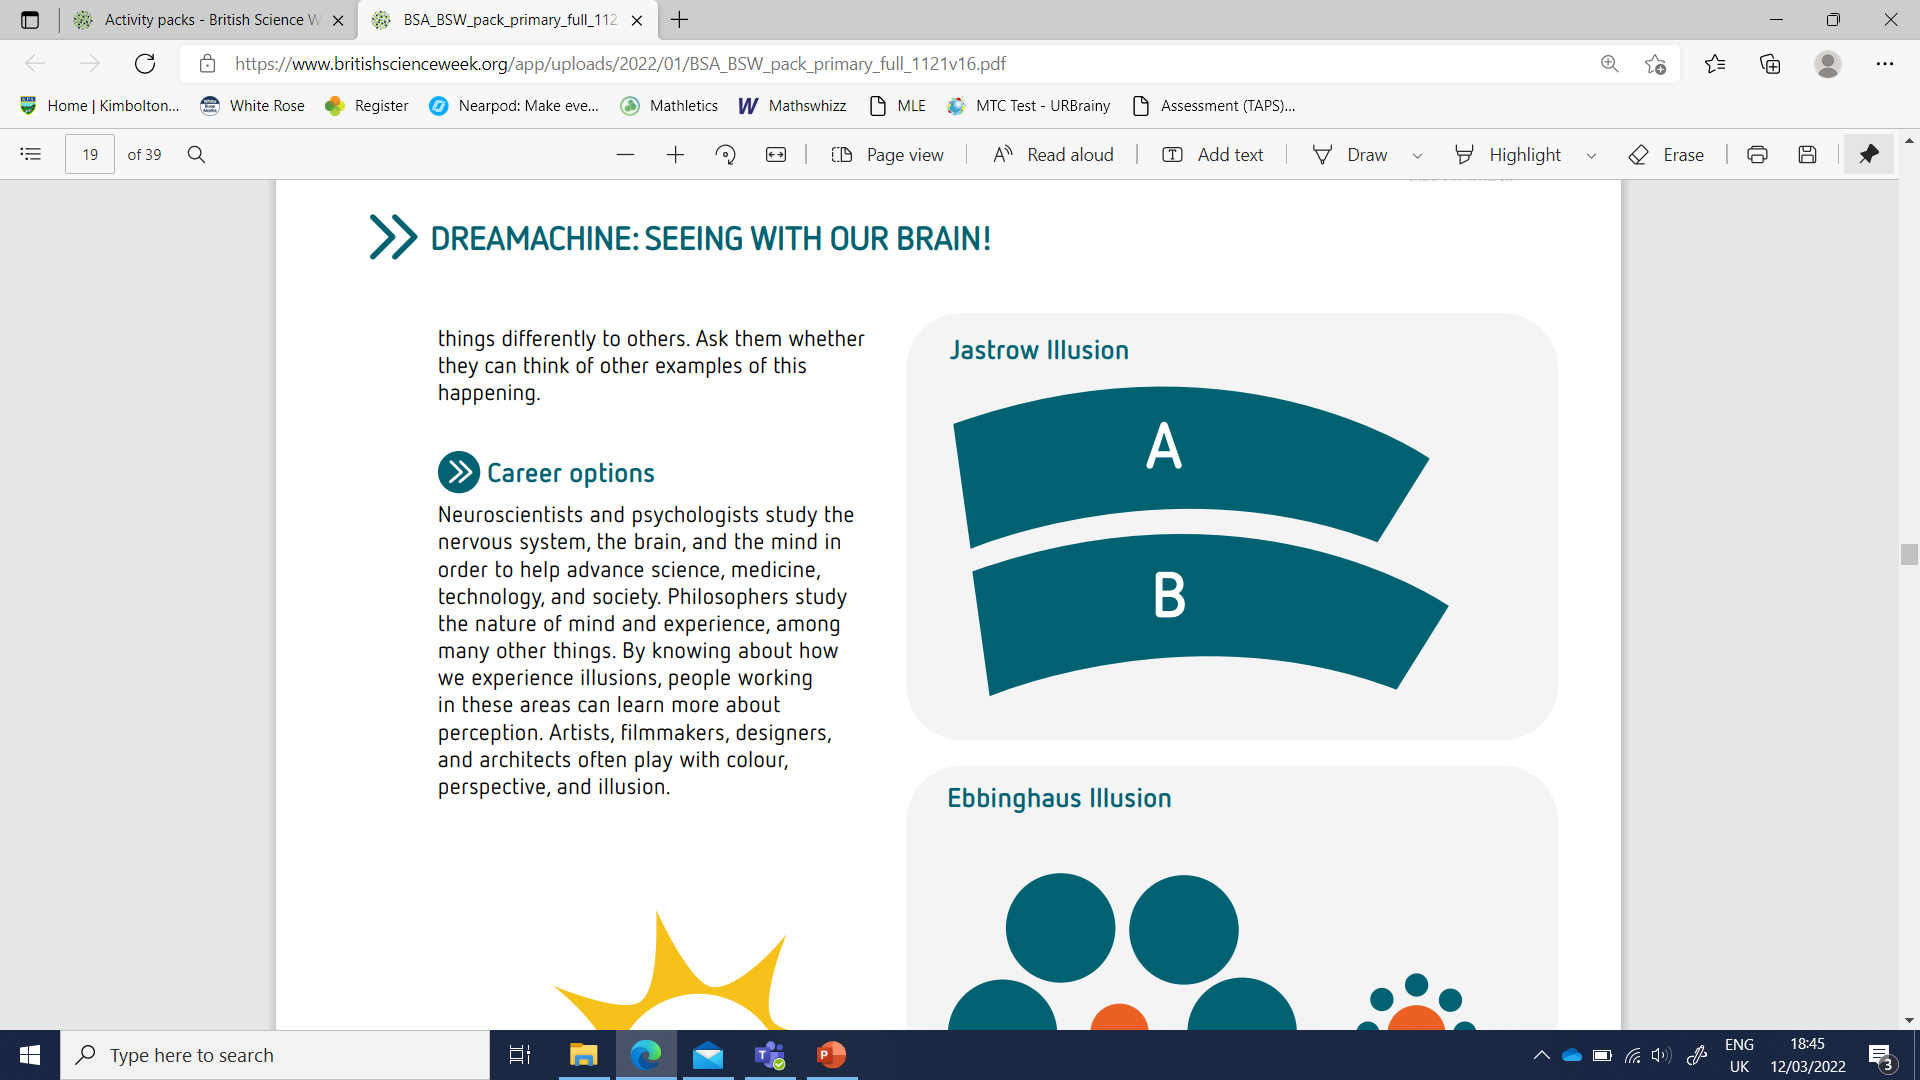 Activity packs - British Science W
BSA_BSW_pack_primary_full_112
https://www.britishscienceweek.org/app/uploads/2022/01/BSA_BSW_pack_primary_full_1121v16.pdf
Home | Kimbolton...
White Rose
Register
Nearpod: Make eve...
Mathletics
Mathswhizz
MLE
MTC Test - URBrainy
Assessment (TAPS)...
19 of 39
Page view
Read aloud
Add text
Draw
Highlight
Erase
DREAMACHINE: SEEING WITH OUR BRAIN!
things differently to others. Ask them whether
they can think of other examples of this
happening.
Career options
Neuroscientists and psychologists study the
nervous system, the brain, and the mind in
order to help advance science, medicine,
technology, and society. Philosophers study
the nature of mind and experience, among
many other things. By knowing about how
we experience illusions, people working
in these areas can learn more about
perception. Artists, filmmakers, designers,
and architects often play with colour,
perspective, and illusion.
Jastrow Illusion
A
B
Ebbinghaus Illusion
Type here to search
ENG
UK
18:45
12/03/2022
3